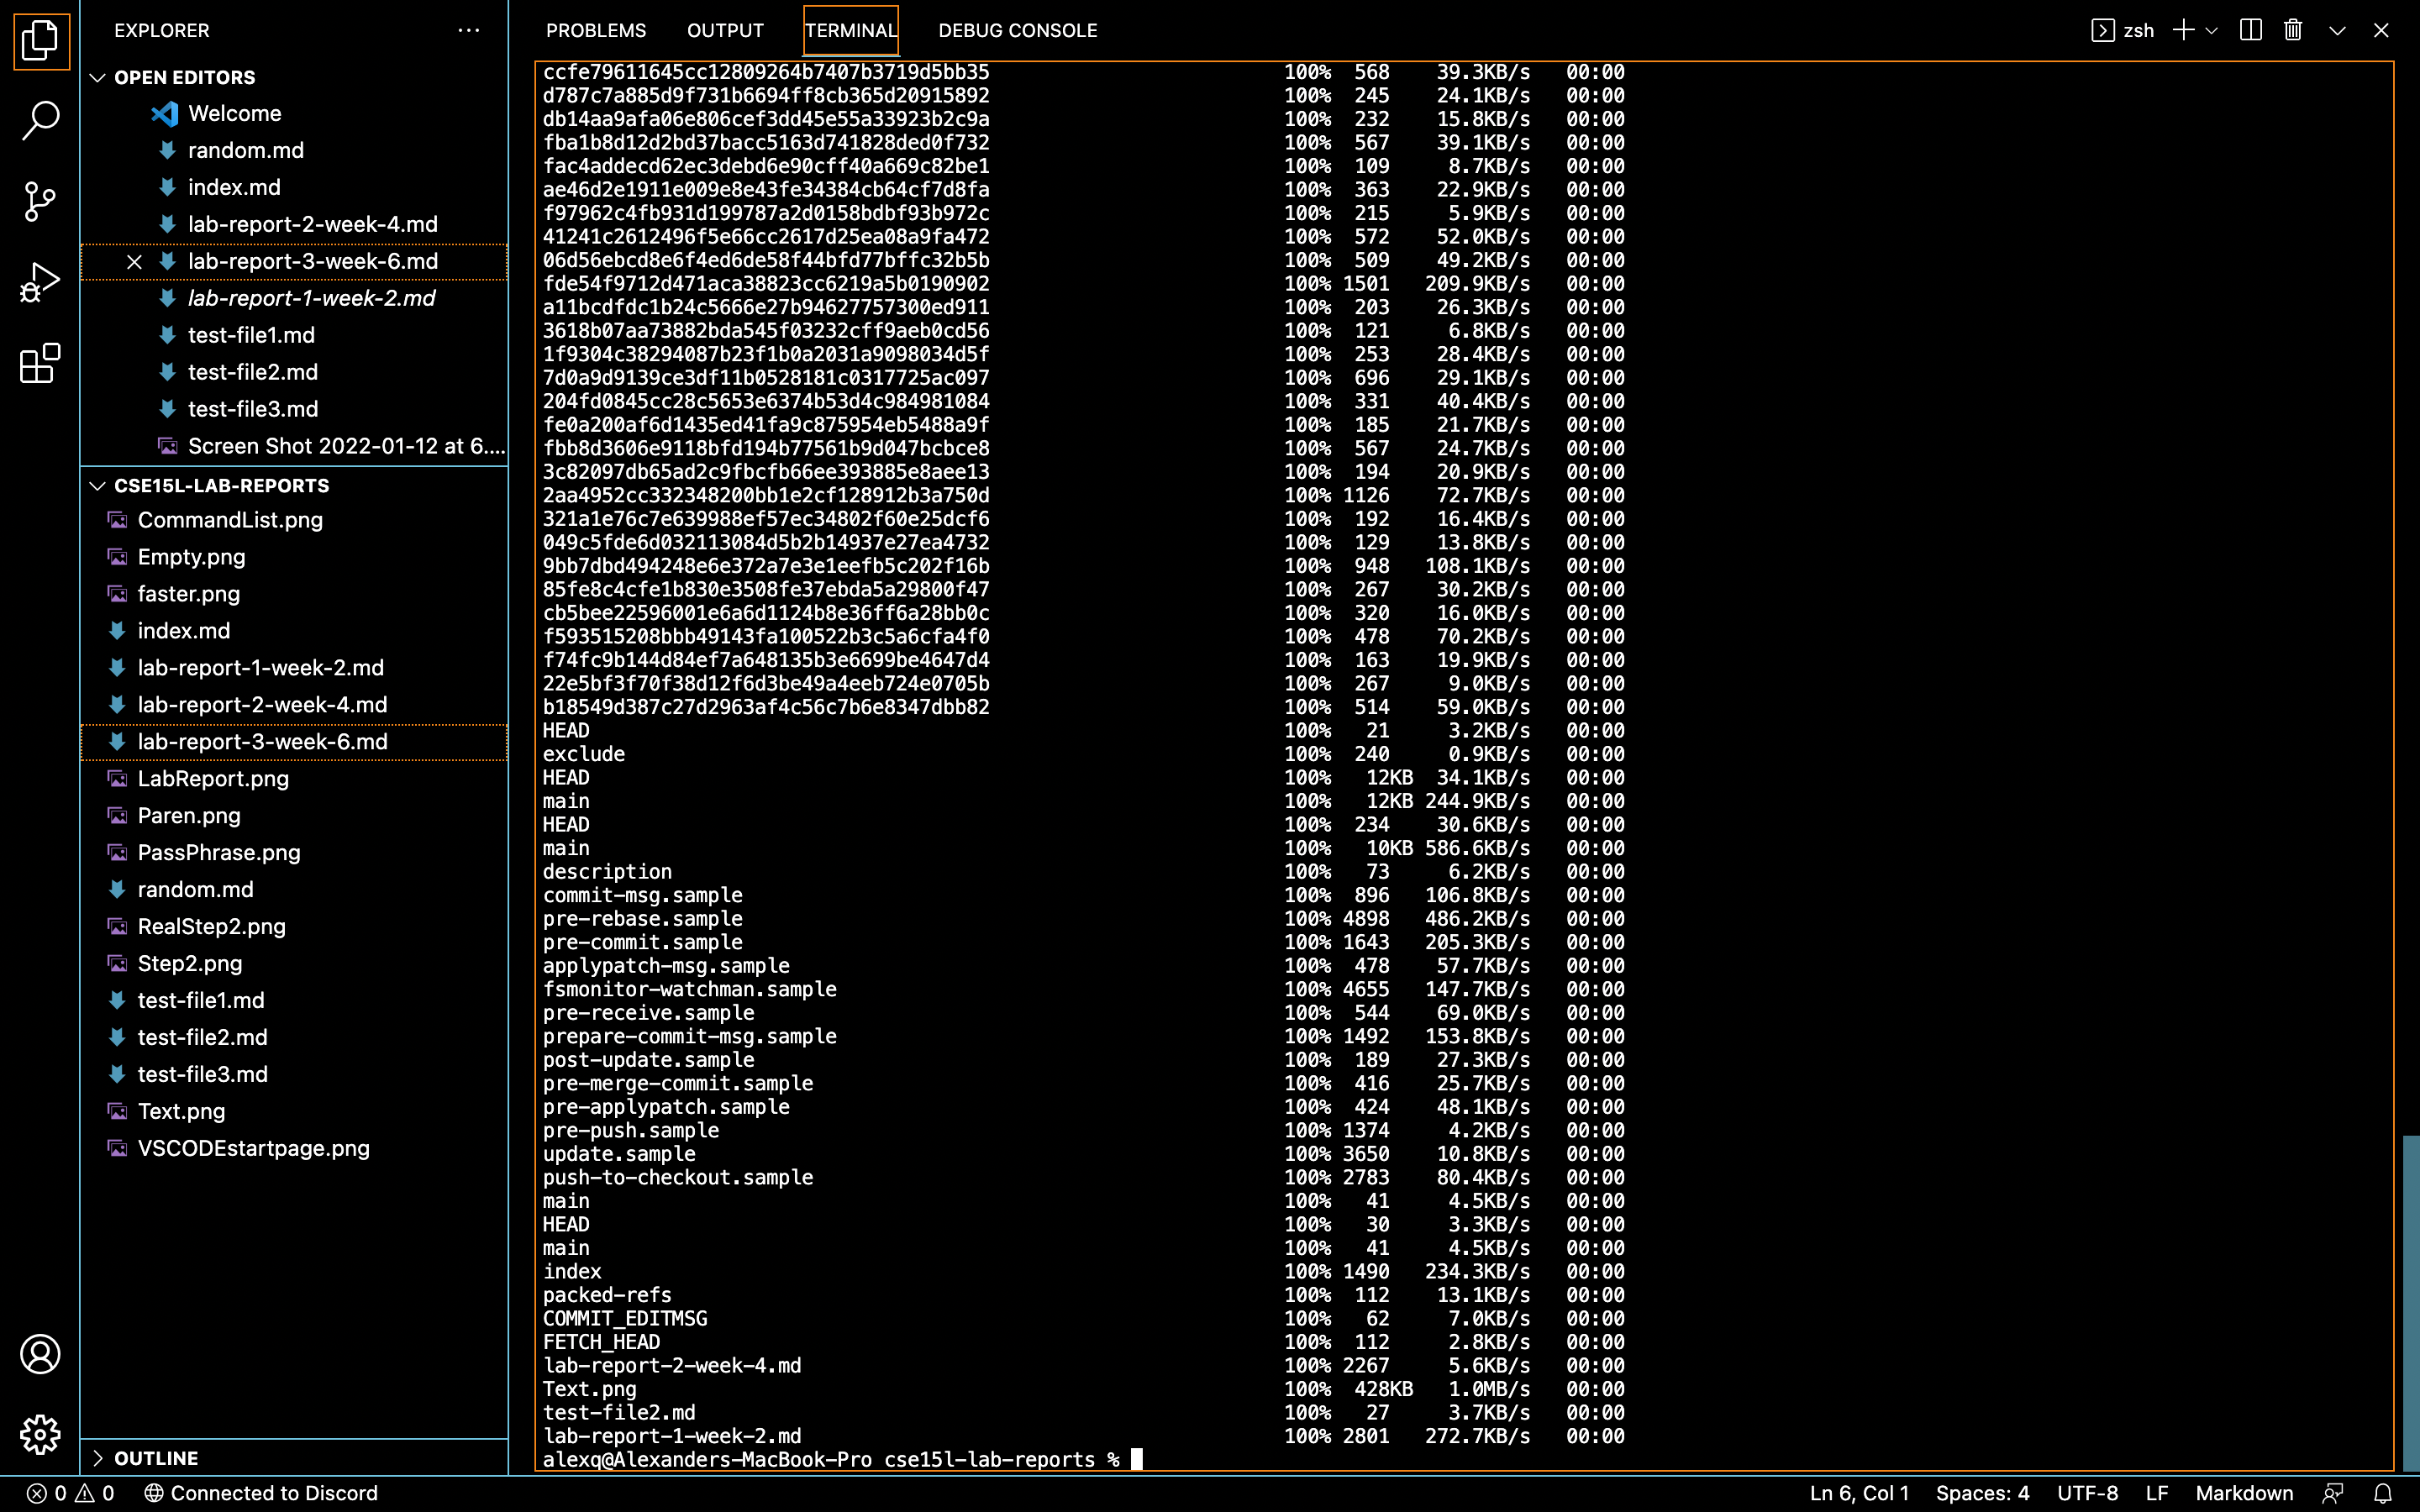 EXPLORER
OPEN EDITORS
Welcome
random.md
index.md
lab-report-2-week-4.md
lab-report-3-week-6.md
lab-report-1-week-2.md
test-file1.md
test-file2.md
test-file3.md
Screen Shot 2022-01-12 at 6....
CSE15L-LAB-REPORTS
CommandList.png
Empty.png
faster.png
index.md
lab-report-1-week-2.md
lab-report-2-week-4.md
lab-report-3-week-6.md
LabReport.png
Paren.png
PassPhrase.png
random.md
RealStep2.png
Step2.png
test-file1.md
test-file2.md
test-file3.md
Text.png
VSCODEstartpage.png
OUTLINE
PROBLEMS OUTPUT TERMINAL DEBUG CONSOLE
zsh
ccfe79611645cc12809264b7407b3719d5bb35 100% 568 39.3KB/s 00:00
d787c7a885d9f731b6694ff8cb365d20915892 100% 245 24.1KB/s 00:00
db14aa9afa06e806cef3dd45e55a33923b2c9a 100% 232 15.8KB/s 00:00
fba1b8d12d2bd37bacc5163d741828ded0f732 100% 567 39.1KB/s 00:00
fac4addecd62ec3debd6e90cff40a669c82be1 100% 109 8.7KB/s 00:00
ae46d2e1911e009e8e43fe34384cb64cf7d8fa 100% 363 22.9KB/s 00:00
f97962c4fb931d199787a2d0158bdbf93b972c 100% 215 5.9KB/s 00:00
41241c2612496f5e66cc2617d25ea08a9fa472 100% 572 52.0KB/s 00:00
06d56ebcd8e6f4ed6de58f44bfd77bffc32b5b 100% 509 49.2KB/s 00:00
fde54f9712d471aca38823cc6219a5b0190902 100% 1501 209.9KB/s 00:00
a11bcdfdc1b24c5666e27b94627757300ed911 100% 203 26.3KB/s 00:00
3618b07aa73882bda545f03232cff9aeb0cd56 100% 121 6.8KB/s 00:00
1f9304c38294087b23f1b0a2031a9098034d5f 100% 253 28.4KB/s 00:00
7d0a9d9139ce3df11b0528181c0317725ac097 100% 696 29.1KB/s 00:00
204fd0845cc28c5653e6374b53d4c984981084 100% 331 40.4KB/s 00:00
fe0a200af6d1435ed41fa9c875954eb5488a9f 100% 185 21.7KB/s 00:00
fbb8d3606e9118bfd194b77561b9d047bcbce8 100% 567 24.7KB/s 00:00
3c82097db65ad2c9fbcfb66ee393885e8aee13 100% 194 20.9KB/s 00:00
2aa4952cc332348200bb1e2cf128912b3a750d 100% 1126 72.7KB/s 00:00
321a1e76c7e639988ef57ec34802f60e25dcf6 100% 192 16.4KB/s 00:00
049c5fde6d032113084d5b2b14937e27ea4732 100% 129 13.8KB/s 00:00
9bb7dbd494248e6e372a7e3e1eefb5c202f16b 100% 948 108.1KB/s 00:00
85fe8c4cfe1b830e3508fe37ebda5a29800f47 100% 267 30.2KB/s 00:00
cb5bee22596001e6a6d1124b8e36ff6a28bb0c 100% 320 16.0KB/s 00:00
f593515208bbb49143fa100522b3c5a6cfa4f0 100% 478 70.2KB/s 00:00
f74fc9b144d84ef7a648135b3e6699be4647d4 100% 163 19.9KB/s 00:00
22e5bf3f70f38d12f6d3be49a4eeb724e0705b 100% 267 9.0KB/s 00:00
b18549d387c27d2963af4c56c7b6e8347dbb82 100% 514 59.0KB/s 00:00
HEAD 100% 21 3.2KB/s 00:00
exclude 100% 240 0.9KB/s 00:00
HEAD 100% 12KB 34.1KB/s 00:00
main 100% 12KB 244.9KB/s 00:00
HEAD 100% 234 30.6KB/s 00:00
main 100% 10KB 586.6KB/s 00:00
description 100% 73 6.2KB/s 00:00
commit-msg.sample 100% 896 106.8KB/s 00:00
pre-rebase.sample 100% 4898 486.2KB/s 00:00
pre-commit.sample 100% 1643 205.3KB/s 00:00
applypatch-msg.sample 100% 478 57.7KB/s 00:00
fsmonitor-watchman.sample 100% 4655 147.7KB/s 00:00
pre-receive.sample 100% 544 69.0KB/s 00:00
prepare-commit-msg.sample 100% 1492 153.8KB/s 00:00
post-update.sample 100% 189 27.3KB/s 00:00
pre-merge-commit.sample 100% 416 25.7KB/s 00:00
pre-applypatch.sample 100% 424 48.1KB/s 00:00
pre-push.sample 100% 1374 4.2KB/s 00:00
update.sample 100% 3650 10.8KB/s 00:00
push-to-checkout.sample 100% 2783 80.4KB/s 00:00
main 100% 41 4.5KB/s 00:00
HEAD 100% 30 3.3KB/s 00:00
main 100% 41 4.5KB/s 00:00
index 100% 1490 234.3KB/s 00:00
packed-refs 100% 112 13.1KB/s 00:00
COMMIT_EDITMSG 100% 62 7.0KB/s 00:00
FETCH_HEAD 100% 112 2.8KB/s 00:00
lab-report-2-week-4.md 100% 2267 5.6KB/s 00:00
Text.png 100% 428KB 1.0MB/s 00:00
test-file2.md 100% 27 3.7KB/s 00:00
lab-report-1-week-2.md 100% 2801 272.7KB/s 00:00
alexq@Alexanders-MacBook-Pro cse15l-lab-reports %
0 0 Connected to Discord Ln 6, Col 1 Spaces: 4 UTF-8 LF Markdown